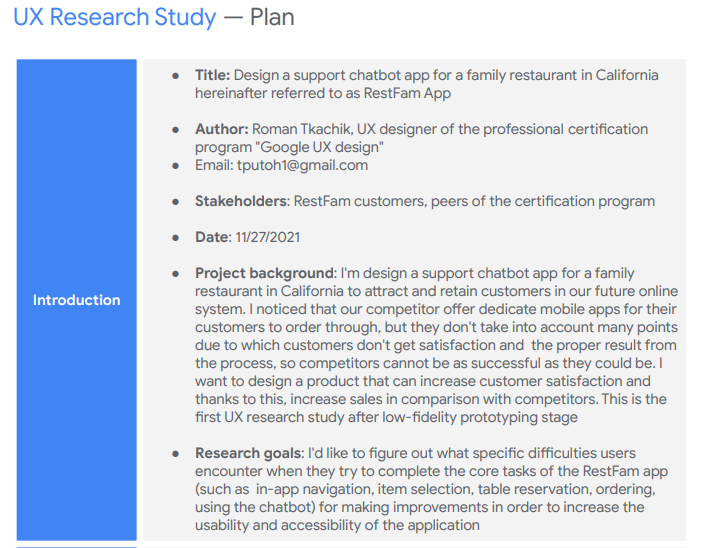 UX Research Study — Plan
Introduction
● Title: Design a support chatbot app for a family restaurant in California
hereinafter referred to as RestFam App
● Author: Roman Tkachik, UX designer of the professional certification
program "Google UX design"
● Email: tputoh1@gmail.com
● Stakeholders: RestFam customers, peers of the certification program
● Date: 11/27/2021
● Project background: I'm design a support chatbot app for a family
restaurant in California to attract and retain customers in our future online
system. I noticed that our competitor offer dedicate mobile apps for their
customers to order through, but they don't take into account many points
due to which customers don't get satisfaction and the proper result from
the process, so competitors cannot be as successful as they could be. I
want to design a product that can increase customer satisfaction and
thanks to this, increase sales in comparison with competitors. This is the
first UX research study after low-fidelity prototyping stage
● Research goals: I'd like to figure out what specific difficulties users
encounter when they try to complete the core tasks of the RestFam app
(such as in-app navigation, item selection, table reservation, ordering,
using the chatbot) for making improvements in order to increase the
usability and accessibility of the application